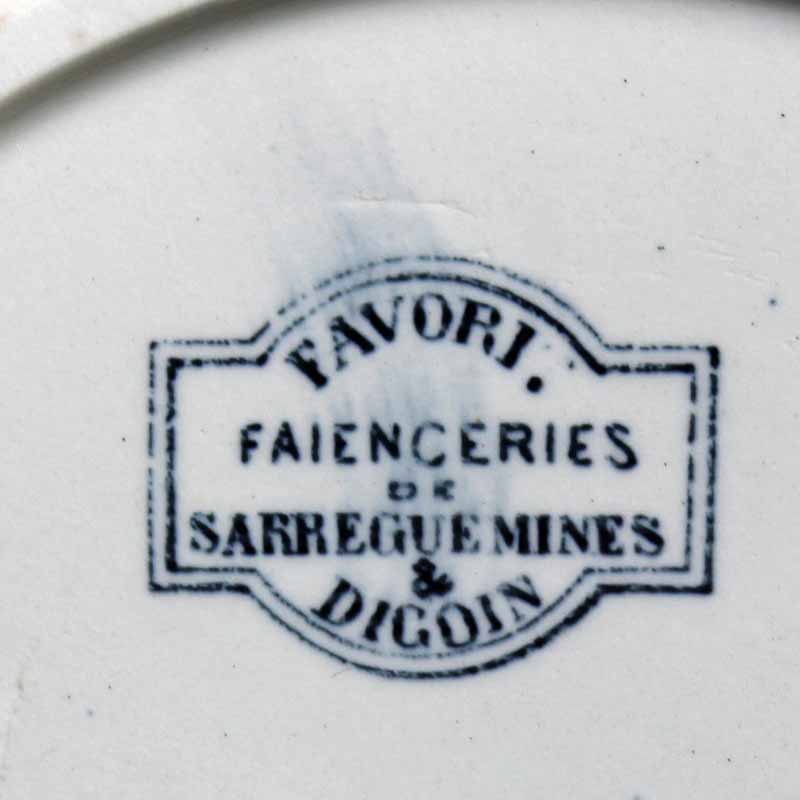 FAVORI.
FAIENCERIES
DE
SARREGUEMINES
&
DIGOIN